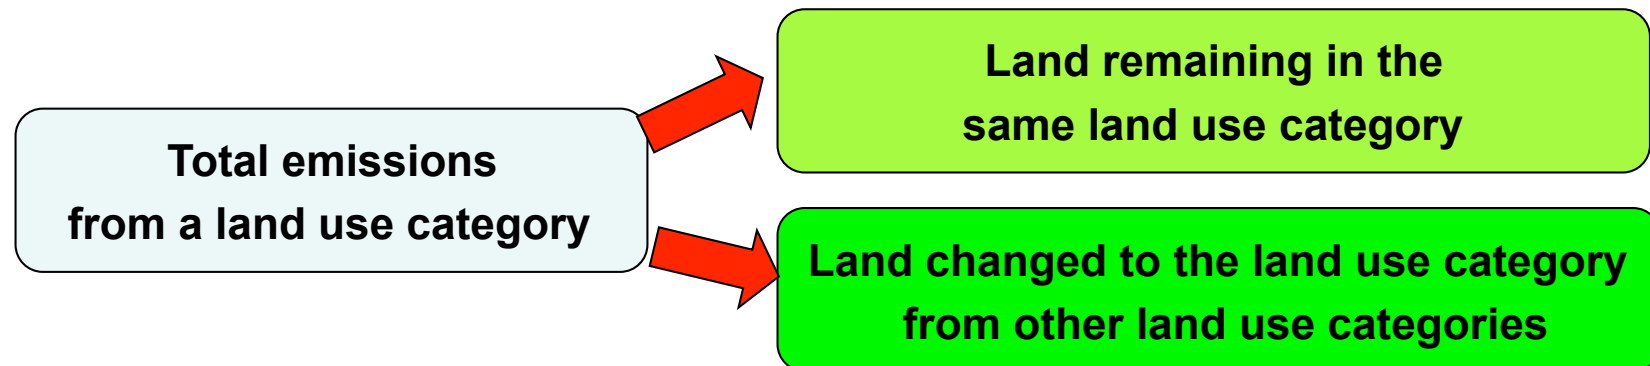 Total emissions
from a land use category
Land remaining in the
same land use category
Land changed to the land use category
from other land use categories